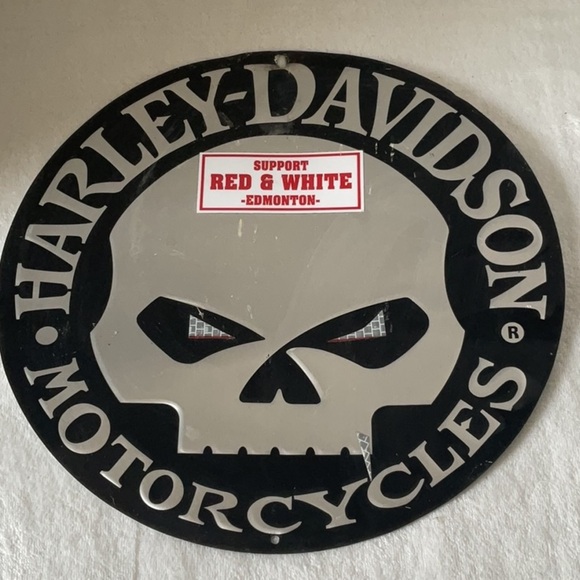 HARLEY-DAVIDSON
SUPPORT
RED & WHITE
-EDMONTON-
®
• MOTORCYCLES